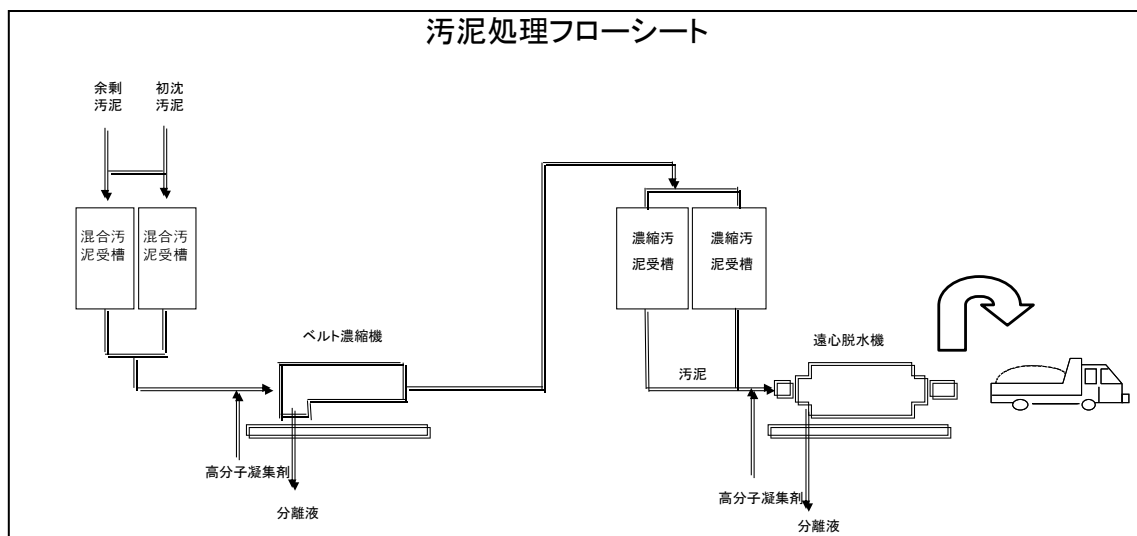 汚泥処理フローシート
余剰
汚泥
初沈
汚泥
混合汚
泥受槽
混合汚
泥受槽
濃縮汚
泥受槽
濃縮汚
泥受槽
ベルト濃縮機
遠心脱水機
汚泥
高分子凝集剤
分離液
高分子凝集剤
分離液